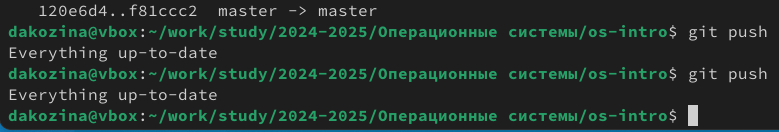 120e6d4..f81ccc2  master -> master
dakozina@vbox:~/work/study/2024-2025/Операционные системы/os-intro$ git push
Everything up-to-date
dakozina@vbox:~/work/study/2024-2025/Операционные системы/os-intro$ git push
Everything up-to-date
dakozina@vbox:~/work/study/2024-2025/Операционные системы/os-intro$